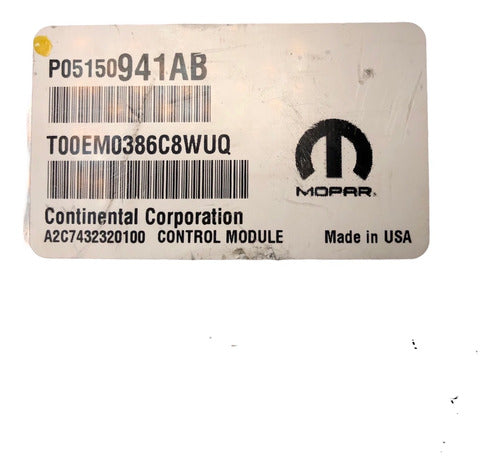 P05150941AB
T00EM0386C8WUQ
MOPAR®
Continental Corporation
A2C7432320100 CONTROL MODULE Made in USA